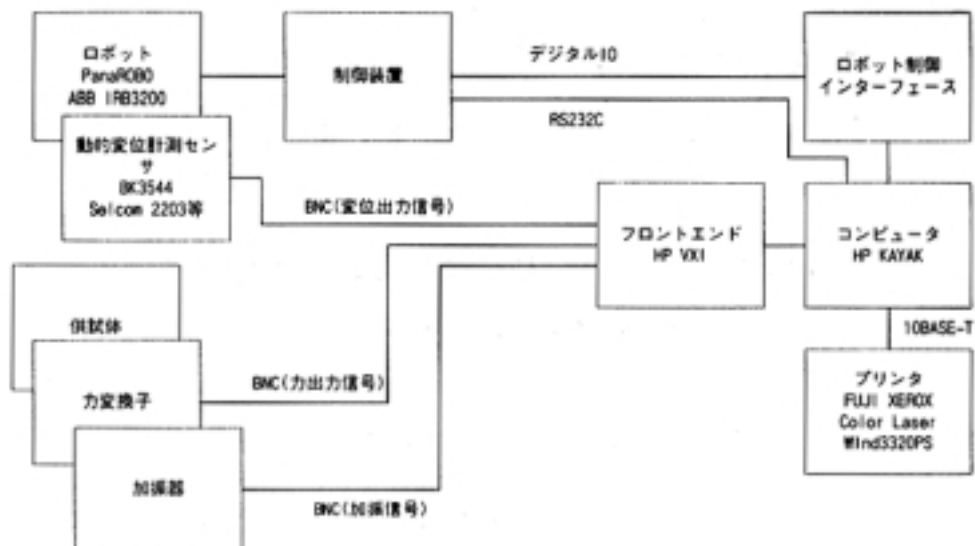 ロボット
PanaROBO
ABB IRB3200
制御装置
デジタルIO
RS232C
ロボット制御
インターフェース
動的変位計測セン
サ
BK3544
Selcom 2203等
BNC(変位出力信号)
フロントエンド
HP VXI
コンピュータ
HP KAYAK
10BASE-T
供試体
力変換子
加振器
BNC(力出力信号)
BNC(加振信号)
プリンタ
FUJI XEROX
Color Laser
Wind3320PS